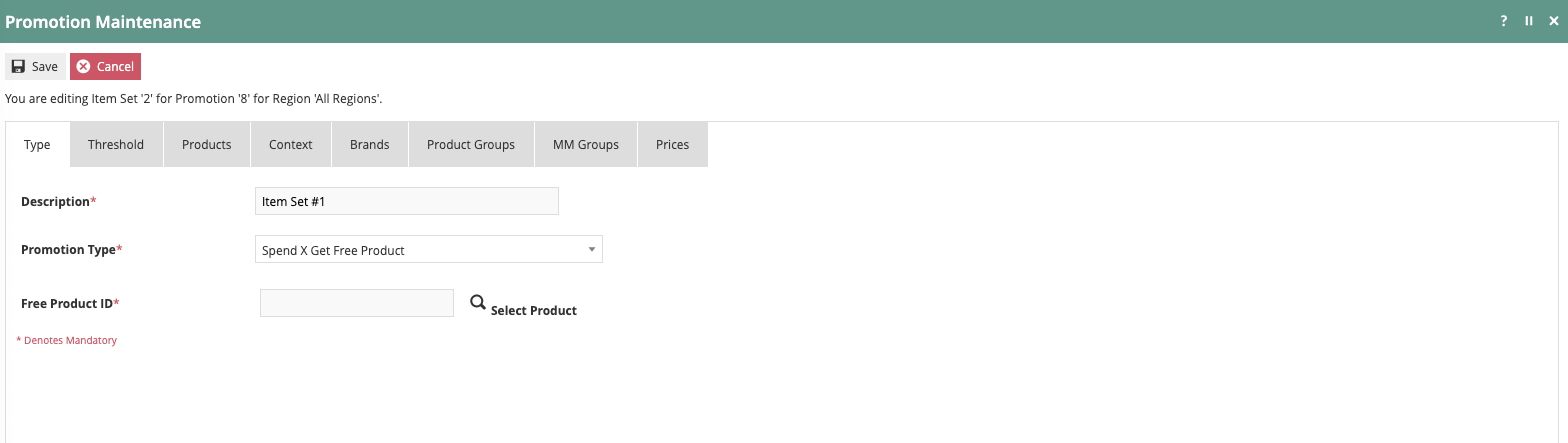 Promotion Maintenance ?
Save Cancel
You are editing Item Set '2' for Promotion '8' for Region 'All Regions'.
Type Threshold Products Context Brands Product Groups MM Groups Prices
Description* Item Set #1
Promotion Type* Spend X Get Free Product
Free Product ID* Select Product
* Denotes Mandatory